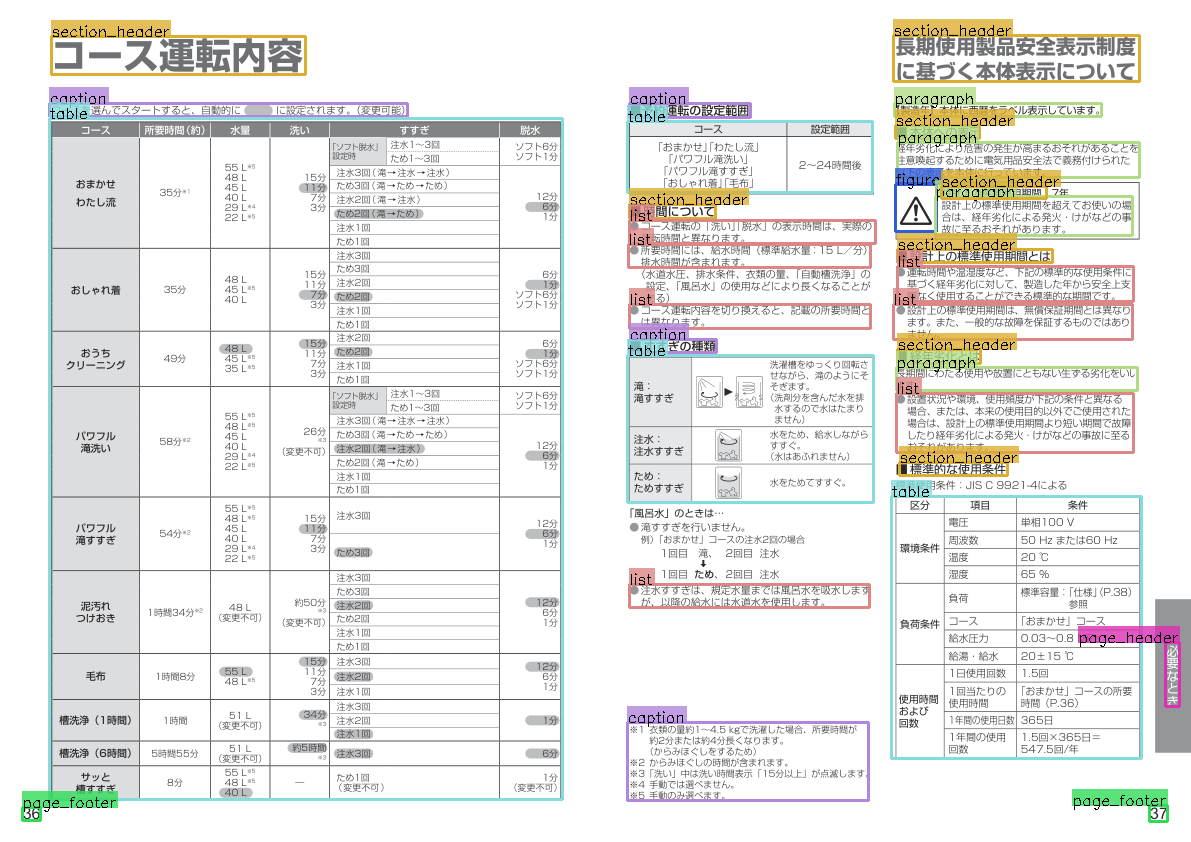 section_header
コース運転内容
caption
table
選んでスタートすると、自動的に に設定されます。(変更可能)
コース 所要時間(約) 水量 洗い すすぎ 脱水
おまかせ
わたし流
35分※1
55 L※5
48 L
45 L
40 L
29 L※4
22 L※5
15分
11分
7分
3分
「ソフト脱水」
設定時
注水1〜3回
ため1〜3回
注水3回(滝→注水→注水)
ため3回(滝→ため→ため)
注水2回(滝→注水)
ため2回(滝→ため)
注水1回
ため1回
ソフト6分
ソフト1分
12分
6分
1分
おしゃれ着
35分
48 L
45 L※5
40 L
15分
11分
7分
3分
注水3回
ため3回
注水2回
ため2回
注水1回
ため1回
6分
1分
ソフト6分
ソフト1分
おうち
クリーニング
49分
48 L
45 L※5
35 L※5
15分
11分
7分
3分
注水2回
ため2回
注水1回
ため1回
6分
1分
ソフト6分
ソフト1分
パワフル
滝洗い
58分※2
55 L※5
48 L※5
45 L
40 L
29 L※4
22 L※5
26分
※3
(変更不可)
「ソフト脱水」
設定時
注水1〜3回
ため1〜3回
注水3回(滝→注水→注水)
ため3回(滝→ため→ため)
注水2回(滝→注水)
ため2回(滝→ため)
注水1回
ため1回
ソフト6分
ソフト1分
12分
6分
1分
パワフル
滝すすぎ
54分※2
55 L※5
48 L※5
45 L
40 L
29 L※4
22 L※5
15分
11分
7分
3分
注水3回
ため3回
12分
6分
1分
泥汚れ
つけおき
1時間34分※2
48 L
(変更不可)
約50分
※3
(変更不可)
注水3回
ため3回
注水2回
ため2回
注水1回
ため1回
12分
6分
1分
毛布
1時間8分
55 L
48 L※5
15分
11分
7分
3分
注水3回
注水2回
注水1回
12分
6分
1分
槽洗浄(1時間)
1時間
51 L
(変更不可)
34分
※3
注水3回
注水2回
注水1回
1分
槽洗浄(6時間)
5時間55分
51 L
(変更不可)
約5時間
※3
注水3回
6分
サッと
槽すすぎ
8分
55 L※5
48 L※5
40 L
—
ため1回
(変更不可)
1分
(変更不可)
page_footer
36
caption
table
運転の設定範囲
コース 設定範囲
「おまかせ」「わたし流」
「パワフル滝洗い」
「パワフル滝すすぎ」
「おしゃれ着」「毛布」
2〜24時間後
section_header
間について
list
●コース運転の「洗い」「脱水」の表示時間は、実際の
転時間と異なります。
list
●所要時間には、給水時間(標準給水量:15 L/分)
排水時間が含まれます。
(水道水圧、排水条件、衣類の量、「自動槽洗浄」の
設定、「風呂水」の使用などにより長くなることが
る)
list
●コース運転内容を切り換えると、記載の所要時間と
は異なります。
caption
table
ぎの種類
滝:
滝すすぎ
洗濯槽をゆっくり回転さ
せながら、滝のようにそ
そぎます。
(洗剤分を含んだ水を排
水するので水はたまり
ません)
注水:
注水すすぎ
水をため、給水しながら
すすぐ。
(水はあふれません)
ため:
ためすすぎ
水をためてすすぐ。
「風呂水」のときは…
●滝すすぎを行いません。
例)「おまかせ」コースの注水2回の場合
1回目 滝、 2回目 注水
1回目 ため、2回目 注水
list
●注水すすぎは、規定水量までは風呂水を吸水します
が、以降の給水には水道水を使用します。
caption
※1 衣類の量約1〜4.5 kgで洗濯した場合、所要時間が
約2分または約4分長くなります。
(からみほぐしをするため)
※2 からみほぐしの時間が含まれます。
※3「洗い」中は洗い時間表示「15分以上」が点滅します。
※4 手動では選べません。
※5 手動のみ選べます。
section_header
長期使用製品安全表示制度
に基づく本体表示について
paragraph
製造年は本体に西暦をラベル表示しています。
section_header
■本体への表示
paragraph
経年劣化により危害の発生が高まるおそれがあることを
注意喚起するために電気用品安全法で義務付けられた
figure
section_header
paragraph
期間】 7年
設計上の標準使用期間を超えてお使いの場
合は、経年劣化による発火・けがなどの事
故に至るおそれがあります。
section_header
計上の標準使用期間とは
list
●運転時間や温湿度など、下記の標準的な使用条件に
基づく経年劣化に対して、製造した年から安全上支
なく使用することができる標準的な期間です。
list
●設計上の標準使用期間は、無償保証期間とは異なり
ます。また、一般的な故障を保証するものではあり
ません。
section_header
■経年劣化とは
paragraph
長期間にわたる使用や放置にともない生ずる劣化をいい
list
●設置状況や環境、使用頻度が下記の条件と異なる
場合、または、本来の使用目的以外でご使用された
場合は、設計上の標準使用期間より短い期間で故障
したり経年劣化による発火・けがなどの事故に至る
おそれがあります。
section_header
■標準的な使用条件
table
標準使用条件:JIS C 9921-4による
区分 項目 条件
環境条件
電圧 単相100 V
周波数 50 Hz または60 Hz
温度 20 ℃
湿度 65 %
負荷条件
負荷 標準容量:「仕様」(P.38)
参照
コース 「おまかせ」コース
給水圧力 0.03〜0.8
給湯・給水 20±15 ℃
使用時間
および
回数
1日使用回数 1.5回
1回当たりの
使用時間
「おまかせ」コースの所要
時間(P.36)
1年間の使用日数 365日
1年間の使用
回数
1.5回×365日=
547.5回/年
page_header
必要なとき
page_footer
37